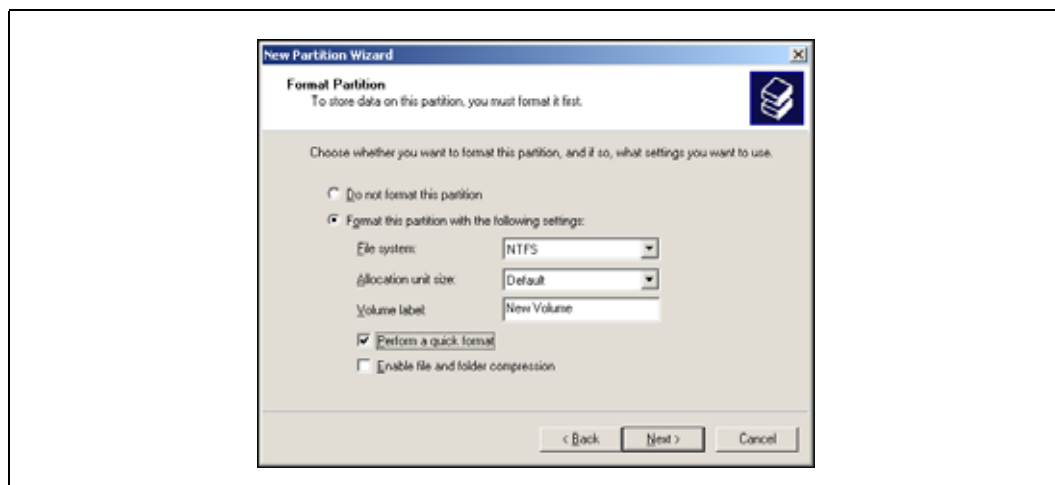 New Partition Wizard
Format Partition
To store data on this partition, you must format it first.
Choose whether you want to format this partition, and if so, what settings you want to use.
Do not format this partition
Format this partition with the following settings:
File system: NTFS
Allocation unit size: Default
Volume label: New Volume
Perform a quick format
Enable file and folder compression
< Back Next > Cancel